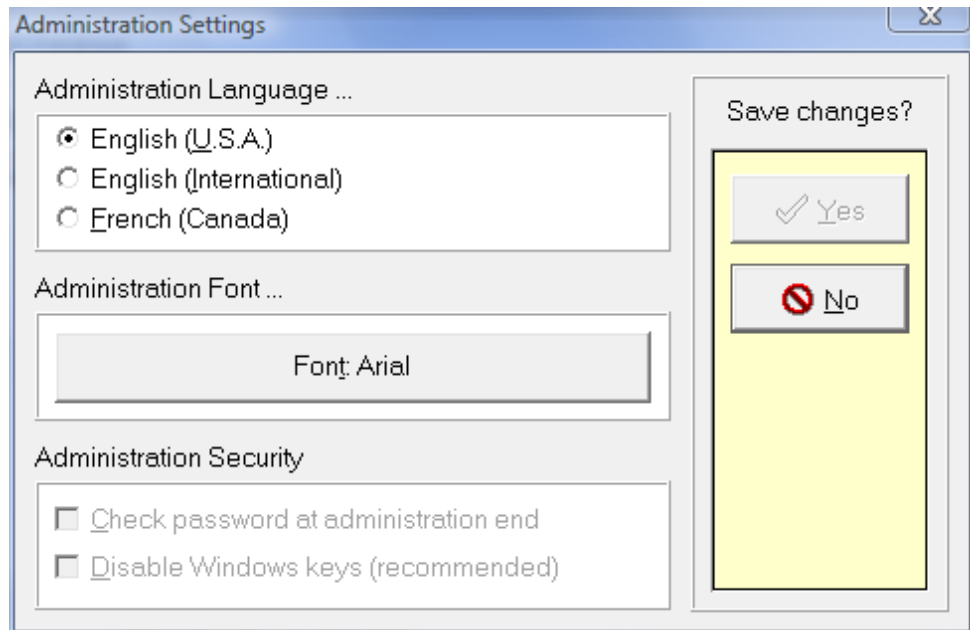 Administration Settings
Administration Language ...
English (U.S.A.)
English (International)
French (Canada)
Administration Font ...
Font: Arial
Administration Security
Check password at administration end
Disable Windows keys (recommended)
Save changes?
Yes
No